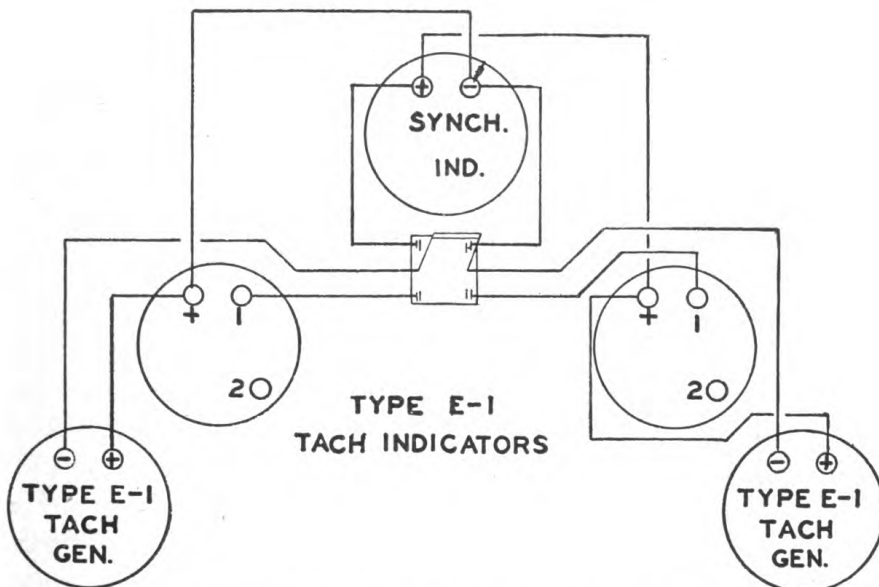 + −
SYNCH.
IND.
+ 1
2
+ 1
2
TYPE E-1
TACH INDICATORS
− +
TYPE E-1
TACH
GEN.
− +
TYPE E-1
TACH
GEN.